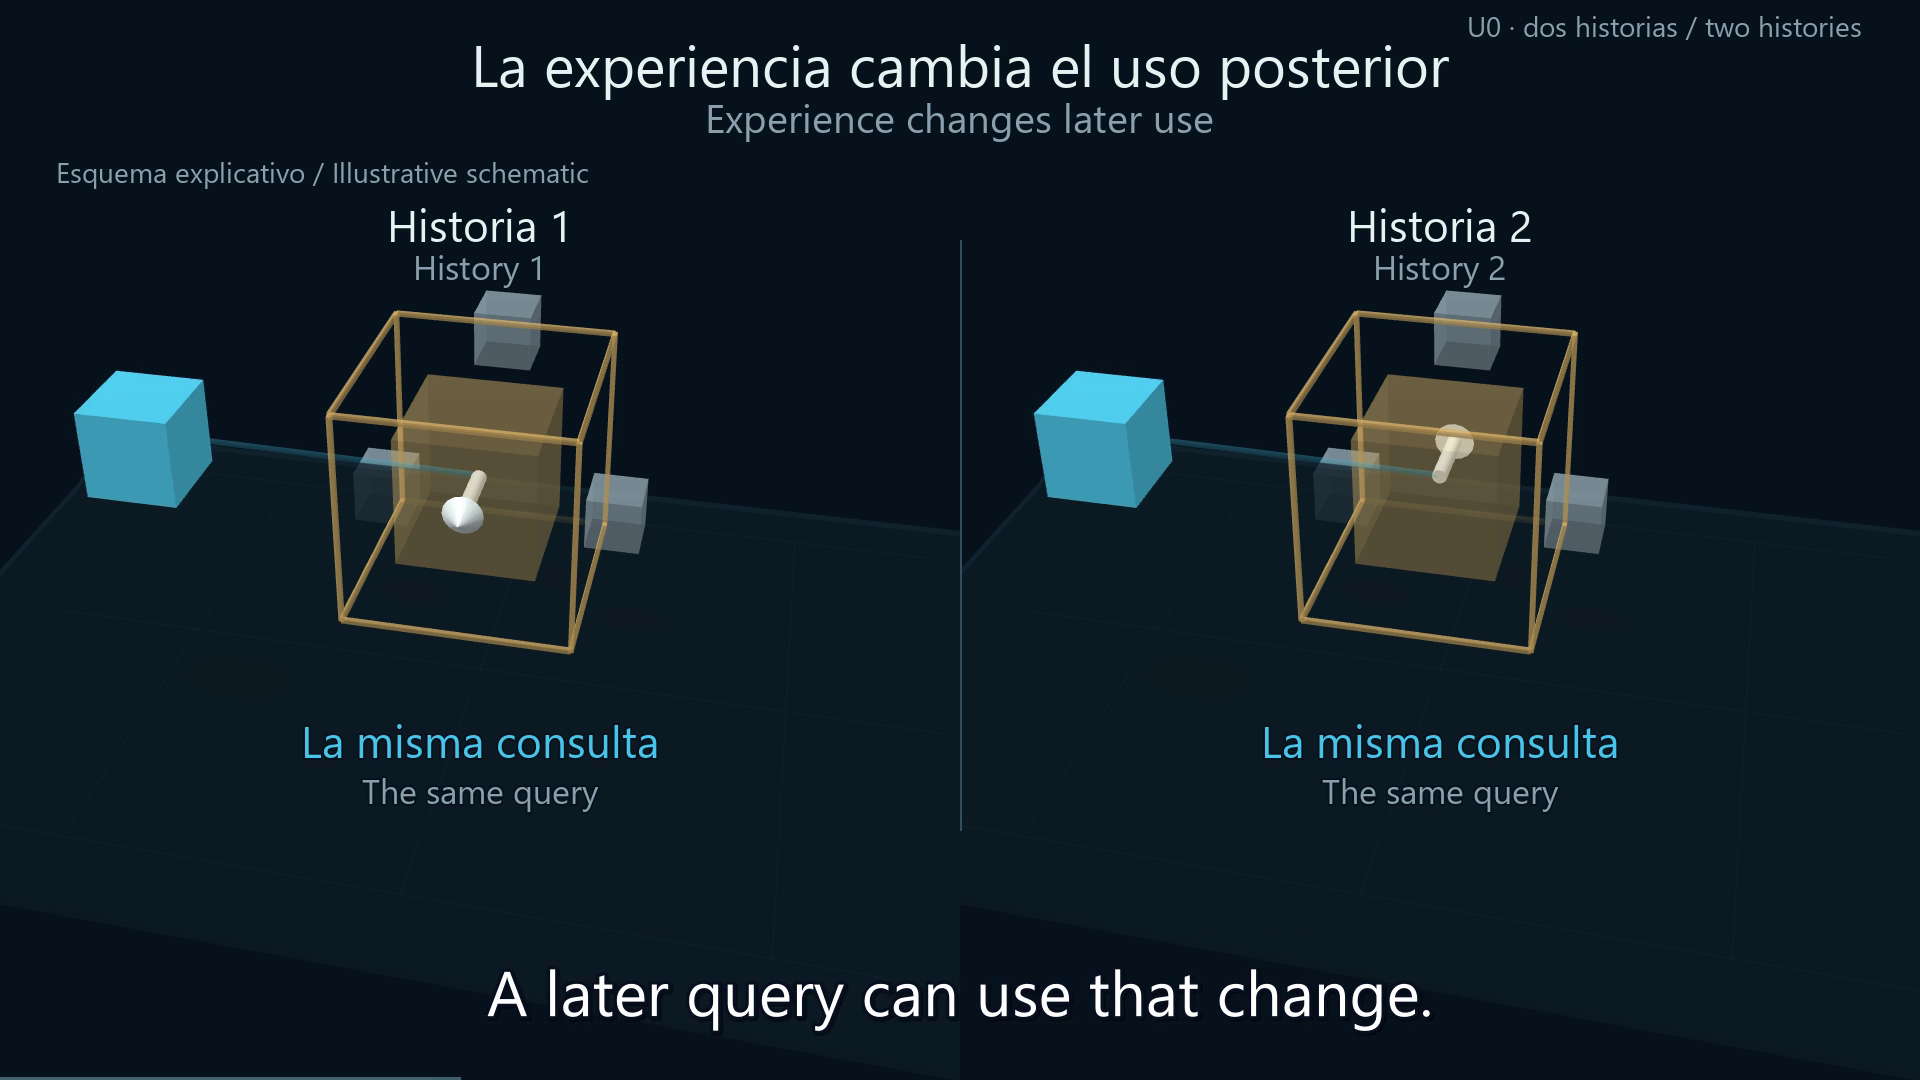 U0 · dos historias / two histories
La experiencia cambia el uso posterior
Experience changes later use
Esquema explicativo / Illustrative schematic
Historia 1
History 1
Historia 2
History 2
La misma consulta
The same query
La misma consulta
The same query
A later query can use that change.